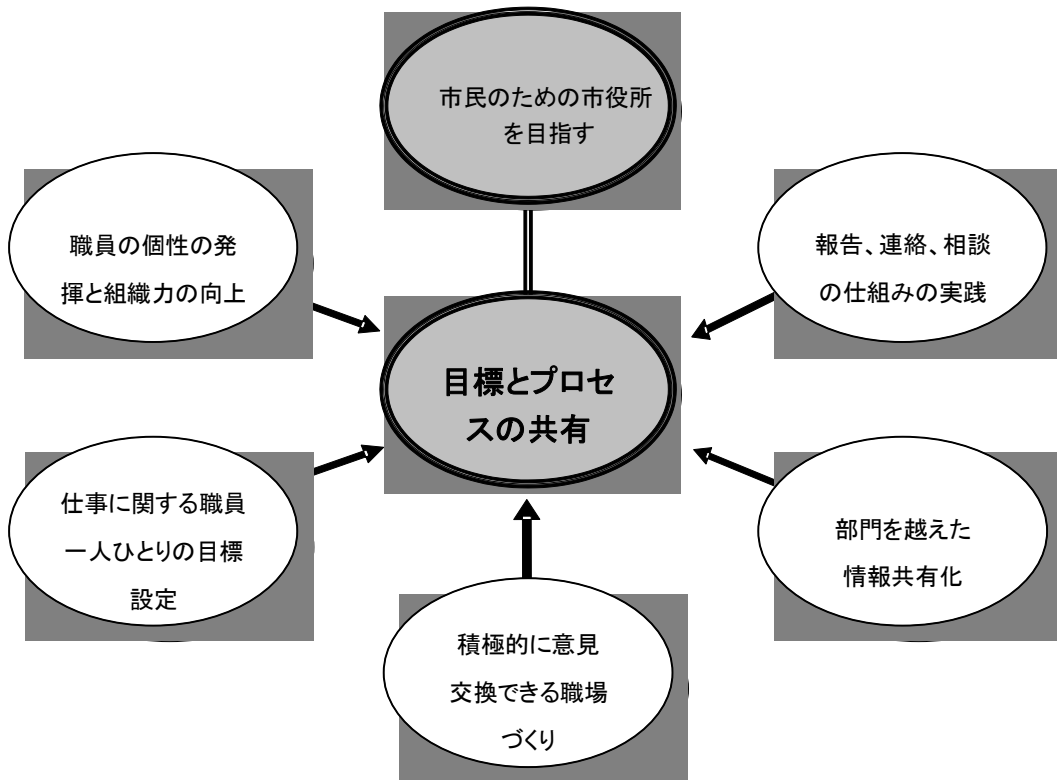 市民のための市役所
を目指す
職員の個性の発
揮と組織力の向上
報告、連絡、相談
の仕組みの実践
目標とプロセ
スの共有
仕事に関する職員
一人ひとりの目標
設定
部門を越えた
情報共有化
積極的に意見
交換できる職場
づくり